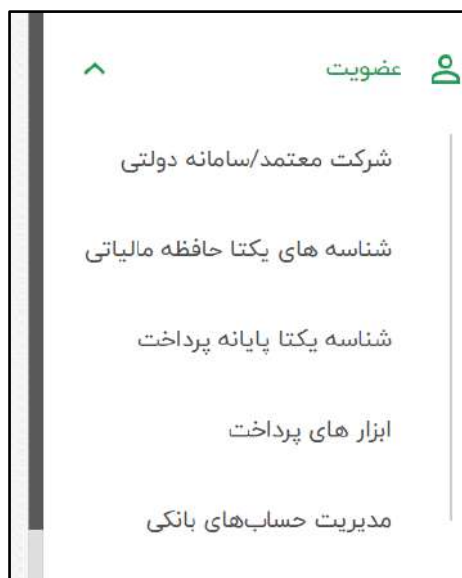 عضویت
شرکت معتمد/سامانه دولتی
شناسه های یکتا حافظه مالیاتی
شناسه یکتا پایانه پرداخت
ابزار های پرداخت
مدیریت حساب‌های بانکی